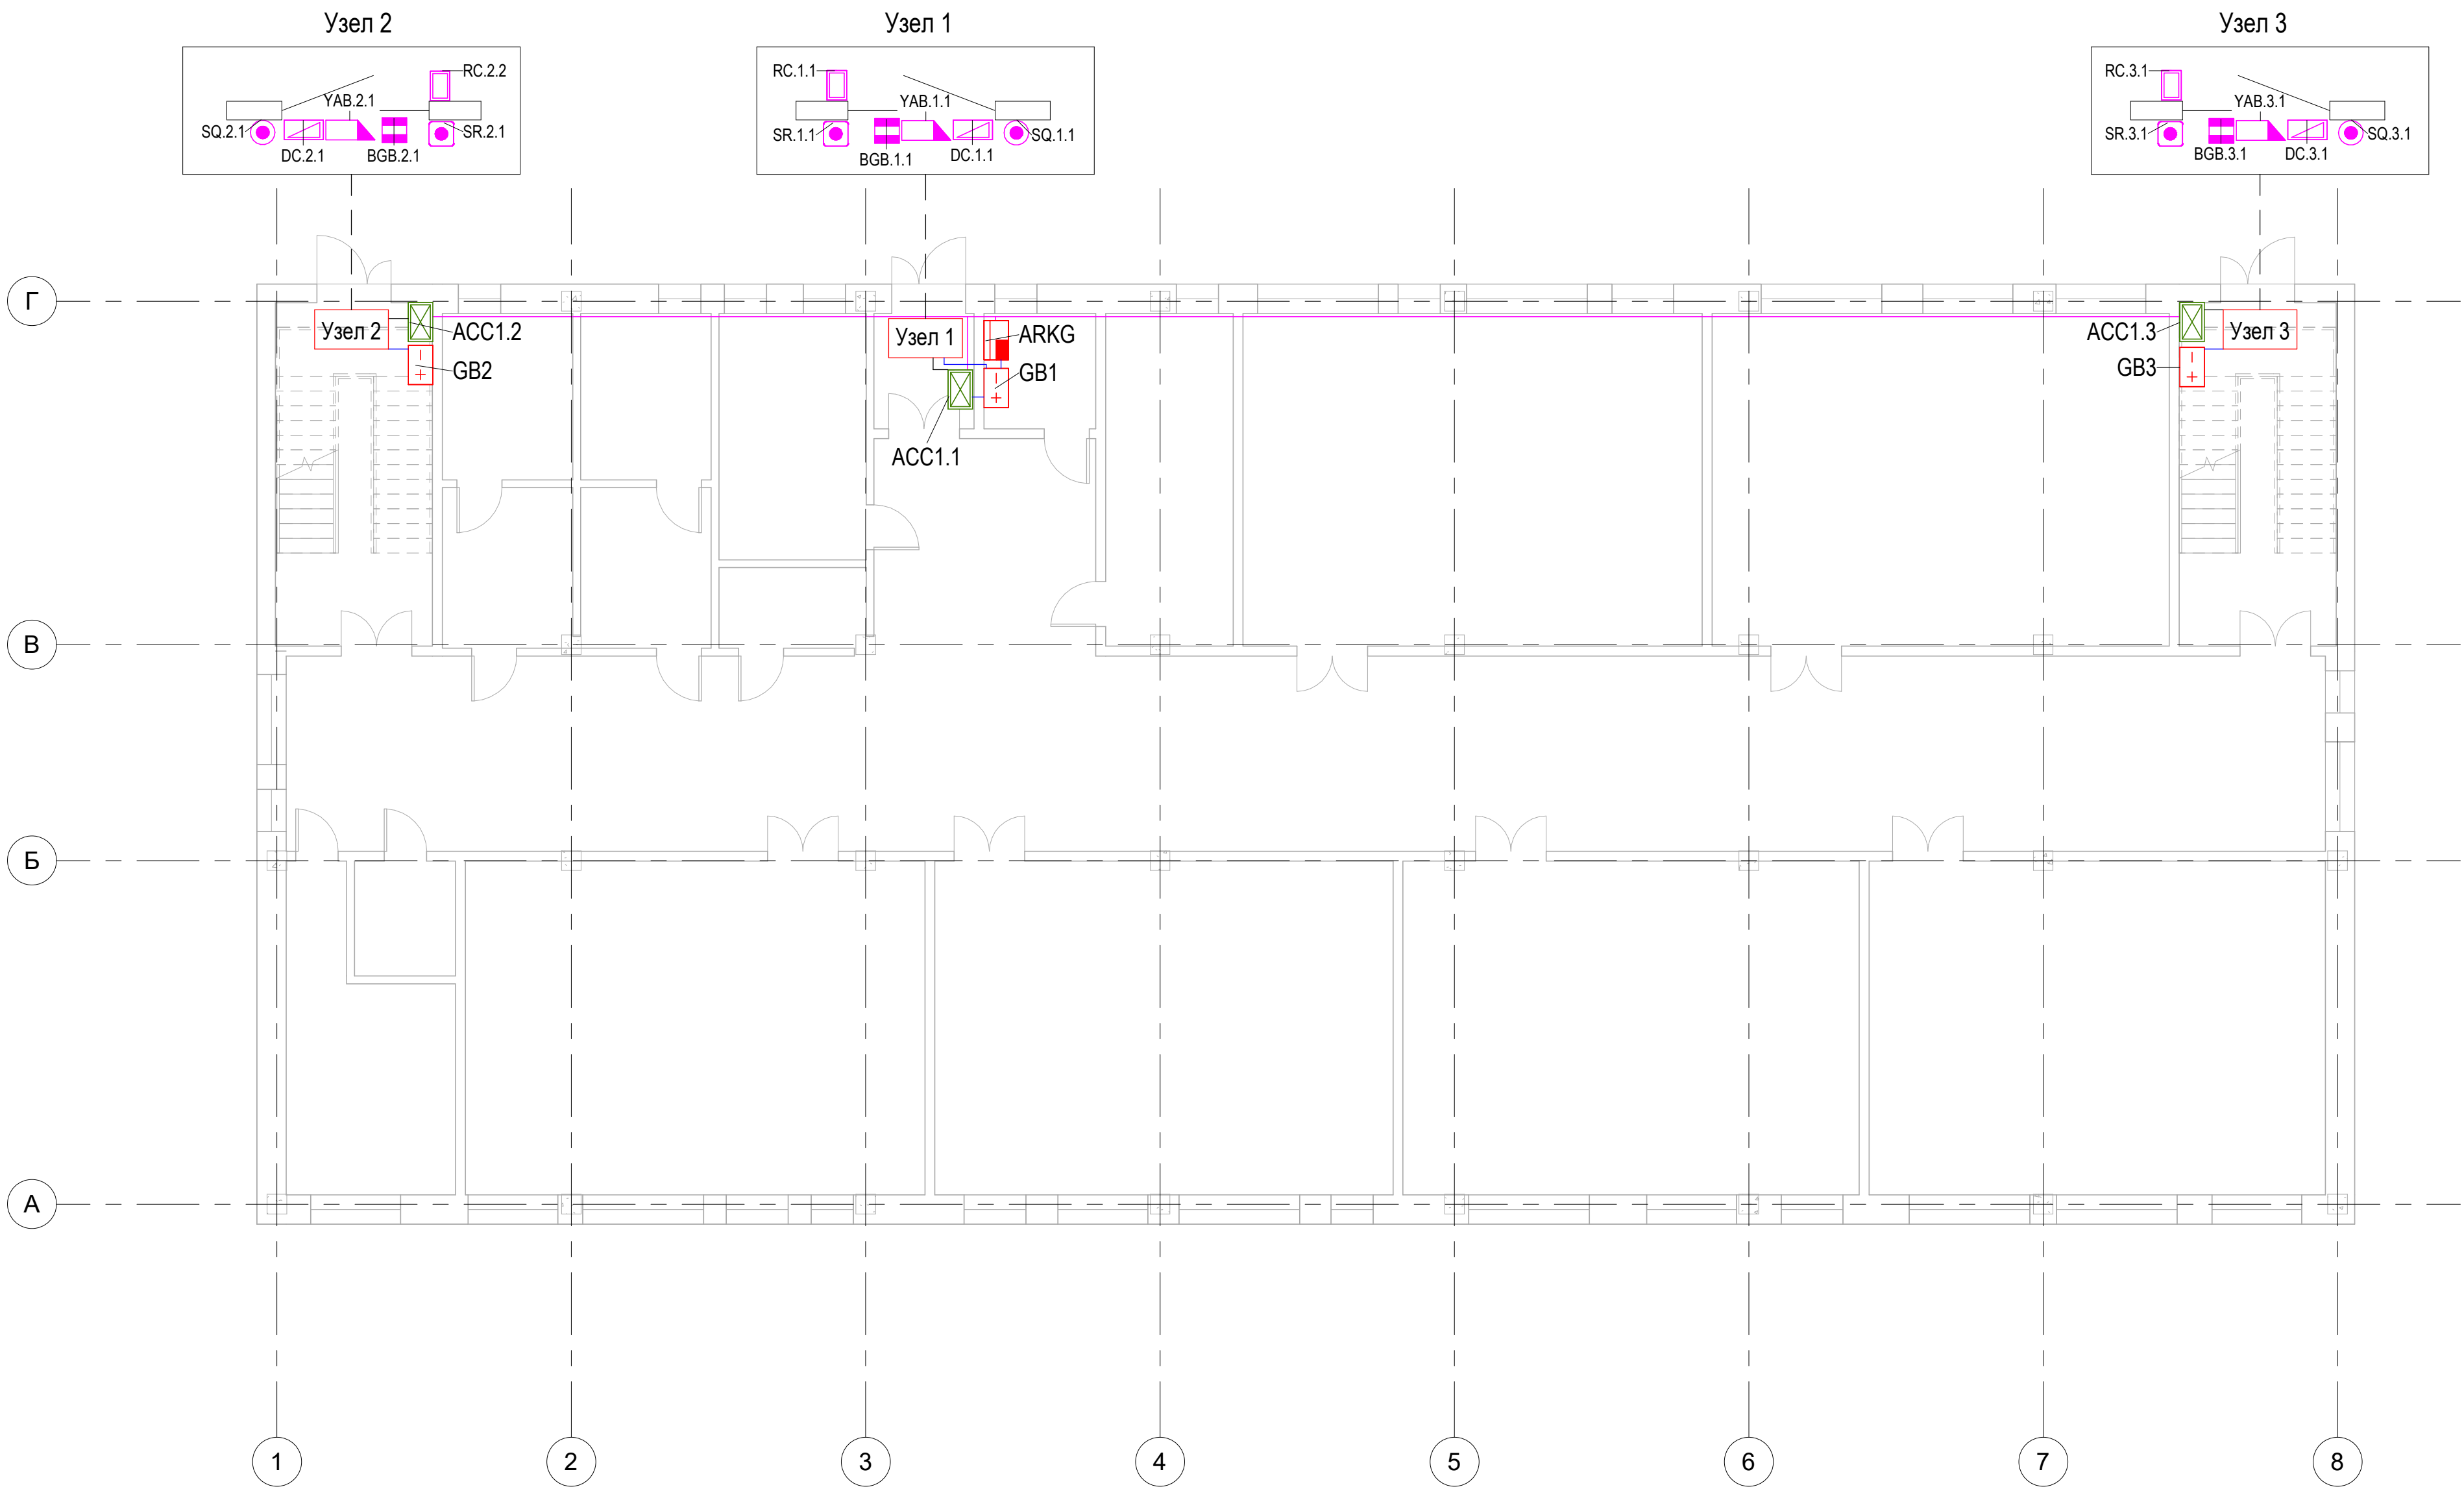 Узел 2
Узел 1
Узел 3
RC.2.2
YAB.2.1
SQ.2.1
SR.2.1
DC.2.1
BGB.2.1
RC.1.1
YAB.1.1
SR.1.1
SQ.1.1
BGB.1.1
DC.1.1
RC.3.1
YAB.3.1
SR.3.1
SQ.3.1
BGB.3.1
DC.3.1
Г
Узел 2
ACC1.2
GB2
Узел 1
ARKG
GB1
ACC1.1
ACC1.3
Узел 3
GB3
В
Б
А
1
2
3
4
5
6
7
8